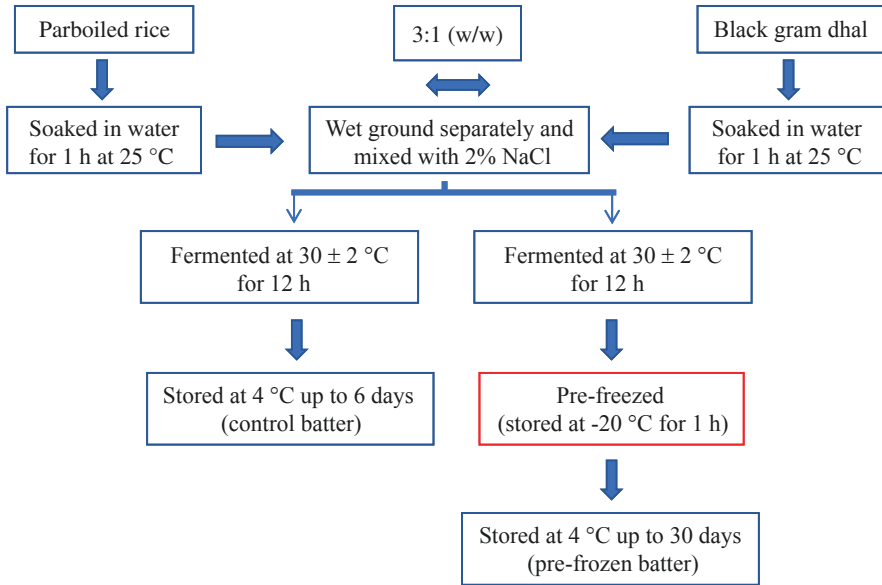 Parboiled rice
3:1 (w/w)
Black gram dhal
Soaked in water
for 1 h at 25 °C
Wet ground separately and
mixed with 2% NaCl
Soaked in water
for 1 h at 25 °C
Fermented at 30 ± 2 °C
for 12 h
Fermented at 30 ± 2 °C
for 12 h
Stored at 4 °C up to 6 days
(control batter)
Pre-freezed
(stored at -20 °C for 1 h)
Stored at 4 °C up to 30 days
(pre-frozen batter)